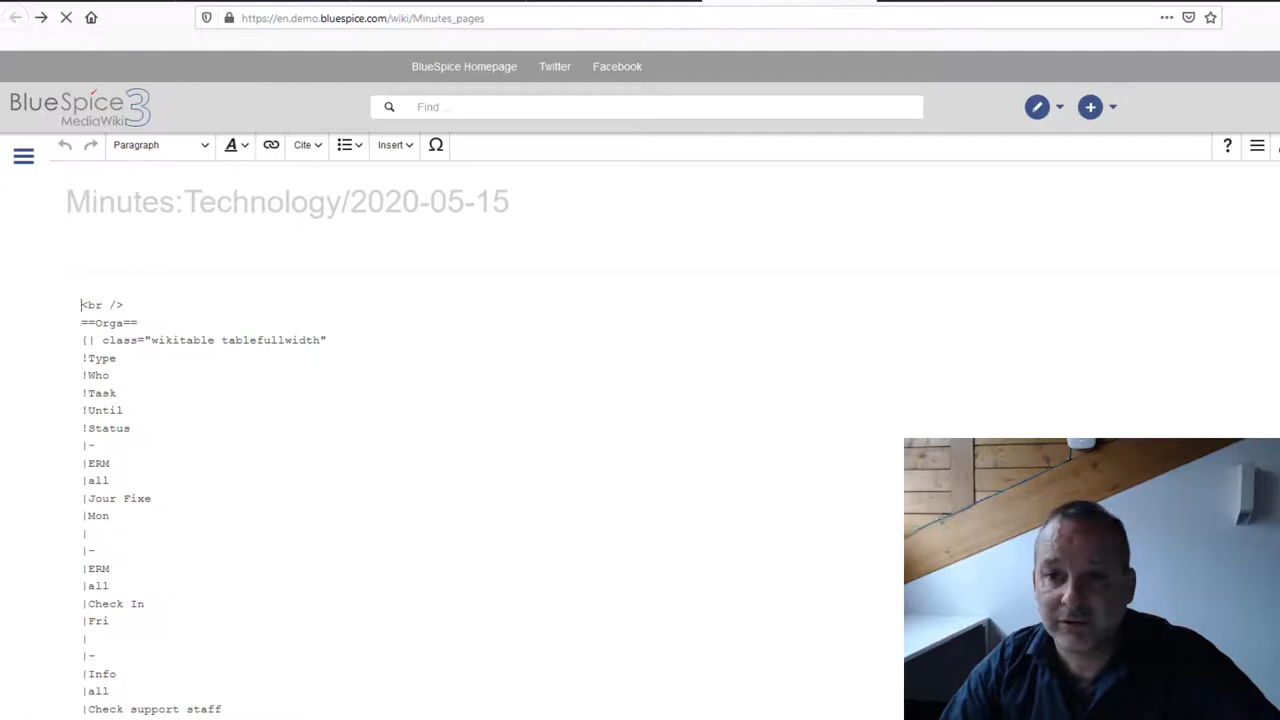 https://en.demo.bluespice.com/wiki/Minutes_pages
BlueSpice Homepage Twitter Facebook
BlueSpice 3
MediaWiki
Find ...
Paragraph A Cite Insert Ω ?
Minutes:Technology/2020-05-15
<br />
==Orga==
{| class="wikitable tablefullwidth"
!Type
!Who
!Task
!Until
!Status
|-
|ERM
|all
|Jour Fixe
|Mon
|
|-
|ERM
|all
|Check In
|Fri
|
|-
|Info
|all
|Check support staff